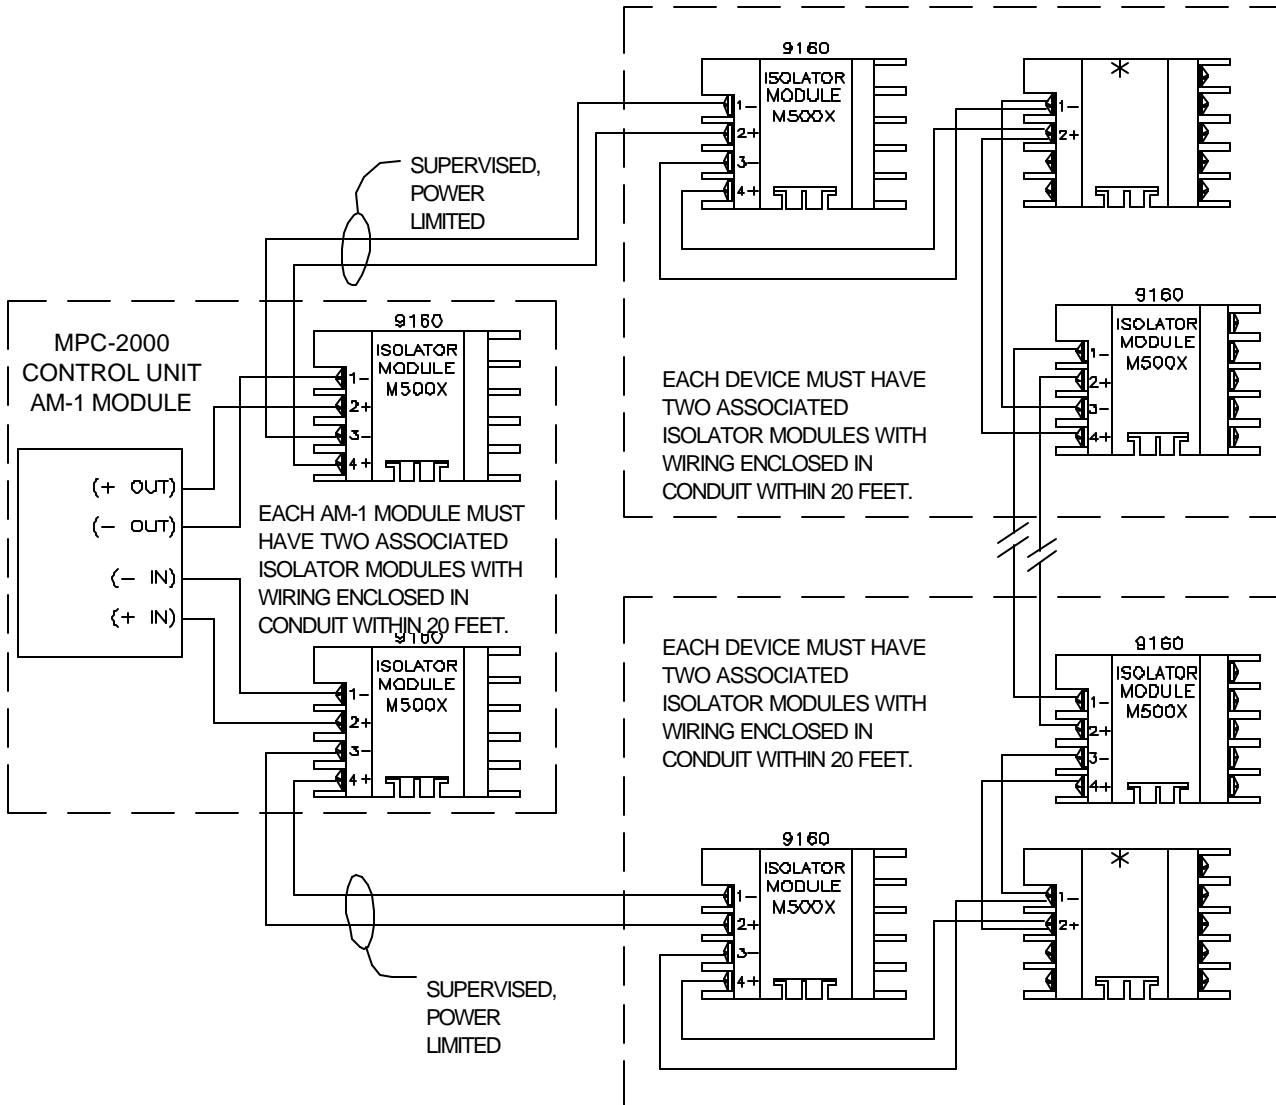 9160
ISOLATOR
MODULE
M500X
1-
2+
3-
4+
*
1-
2+
SUPERVISED,
POWER
LIMITED
MPC-2000
CONTROL UNIT
AM-1 MODULE
(+ OUT)
(- OUT)
(- IN)
(+ IN)
9160
ISOLATOR
MODULE
M500X
1-
2+
3-
4+
EACH AM-1 MODULE MUST
HAVE TWO ASSOCIATED
ISOLATOR MODULES WITH
WIRING ENCLOSED IN
CONDUIT WITHIN 20 FEET.
9160
ISOLATOR
MODULE
M500X
1-
2+
3-
4+
EACH DEVICE MUST HAVE
TWO ASSOCIATED
ISOLATOR MODULES WITH
WIRING ENCLOSED IN
CONDUIT WITHIN 20 FEET.
9160
ISOLATOR
MODULE
M500X
1-
2+
3-
4+
EACH DEVICE MUST HAVE
TWO ASSOCIATED
ISOLATOR MODULES WITH
WIRING ENCLOSED IN
CONDUIT WITHIN 20 FEET.
9160
ISOLATOR
MODULE
M500X
1-
2+
3-
4+
9160
ISOLATOR
MODULE
M500X
1-
2+
3-
4+
*
1-
2+
SUPERVISED,
POWER
LIMITED